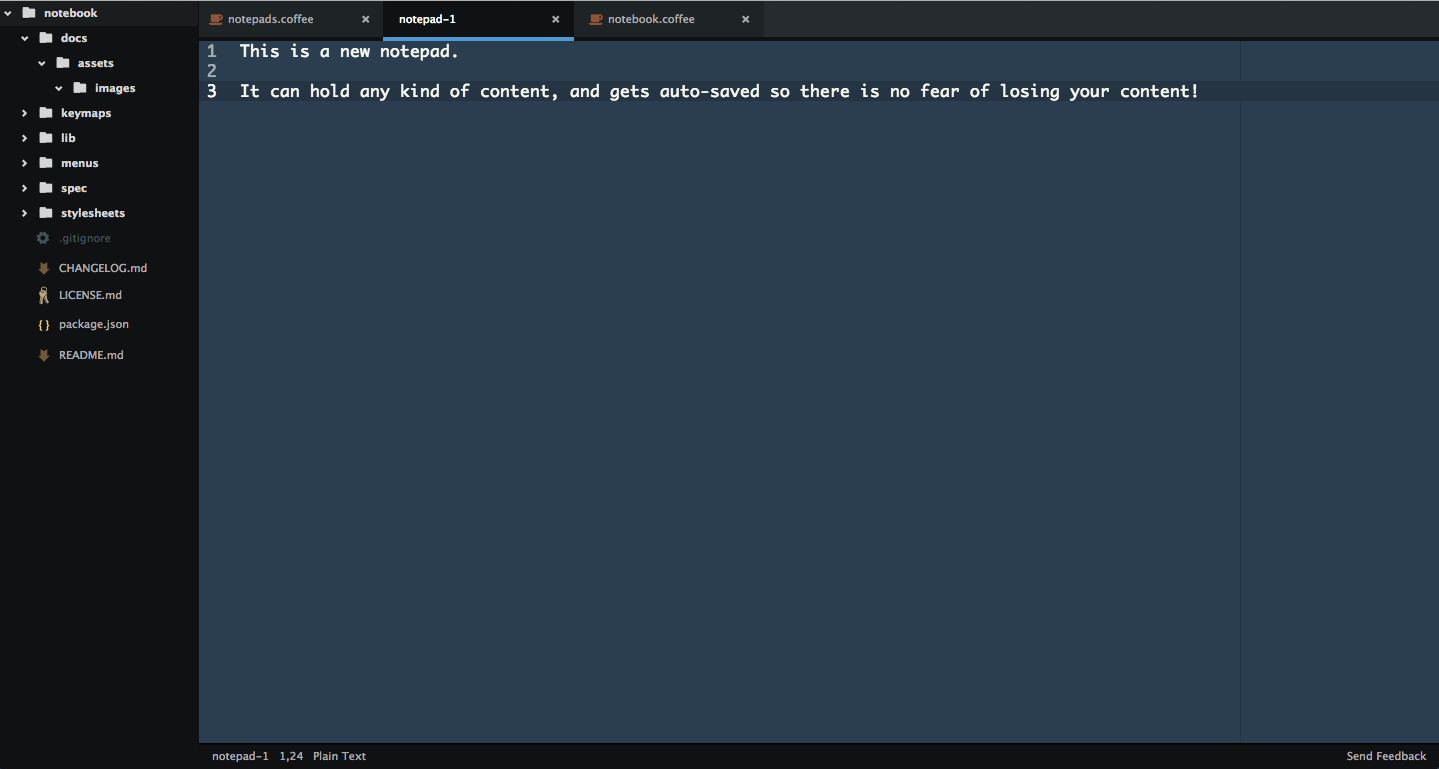 notebook
docs
assets
images
keymaps
lib
menus
spec
stylesheets
.gitignore
CHANGELOG.md
LICENSE.md
package.json
README.md
notepads.coffee
notepad-1
notebook.coffee
1 This is a new notepad.
2
3 It can hold any kind of content, and gets auto-saved so there is no fear of losing your content!
notepad-1 1,24 Plain Text
Send Feedback